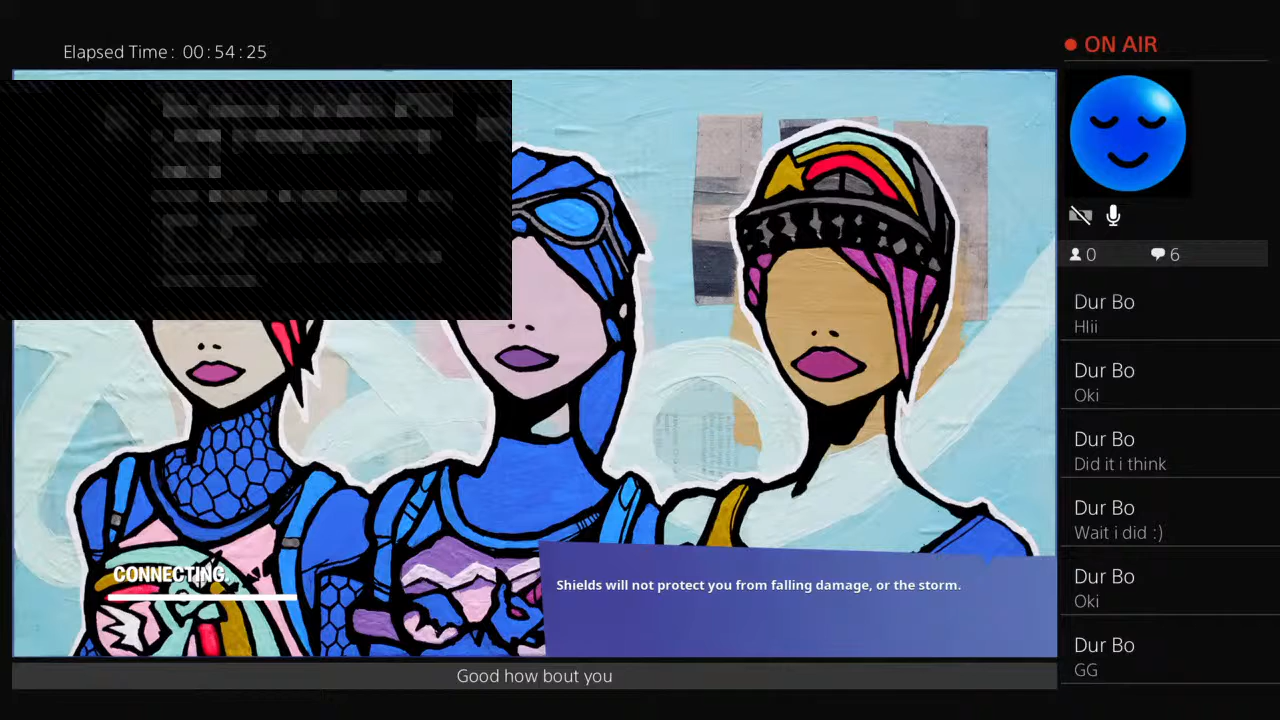 Elapsed Time: 00:54:25
ON AIR
0
6
Dur Bo
HIii
Dur Bo
Oki
Dur Bo
Did it i think
Dur Bo
Wait i did :)
Dur Bo
Oki
Dur Bo
GG
CONNECTING.
Shields will not protect you from falling damage, or the storm.
Good how bout you